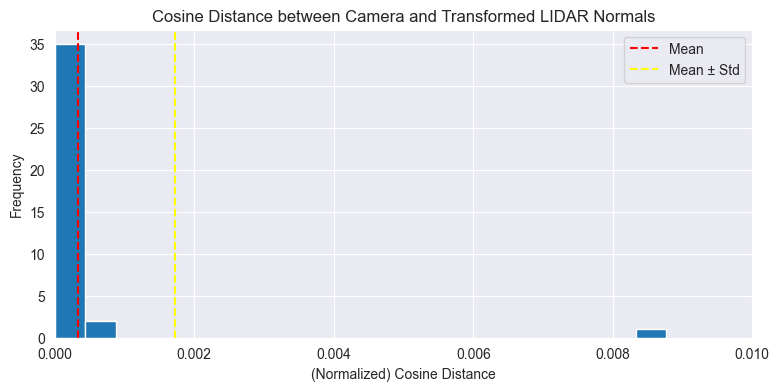 Cosine Distance between Camera and Transformed LIDAR Normals
Mean
Mean ± Std
35
30
25
20
15
10
5
0
Frequency
0.000 0.002 0.004 0.006 0.008 0.010
(Normalized) Cosine Distance